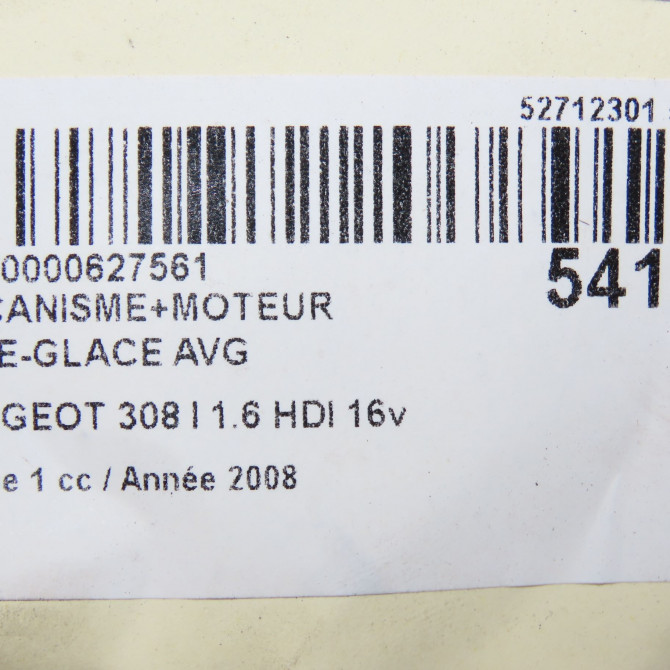 52712301
0000627561
541
CANISME+MOTEUR
E-GLACE AVG
GEOT 308 I 1.6 HDI 16v
e 1 cc / Année 2008